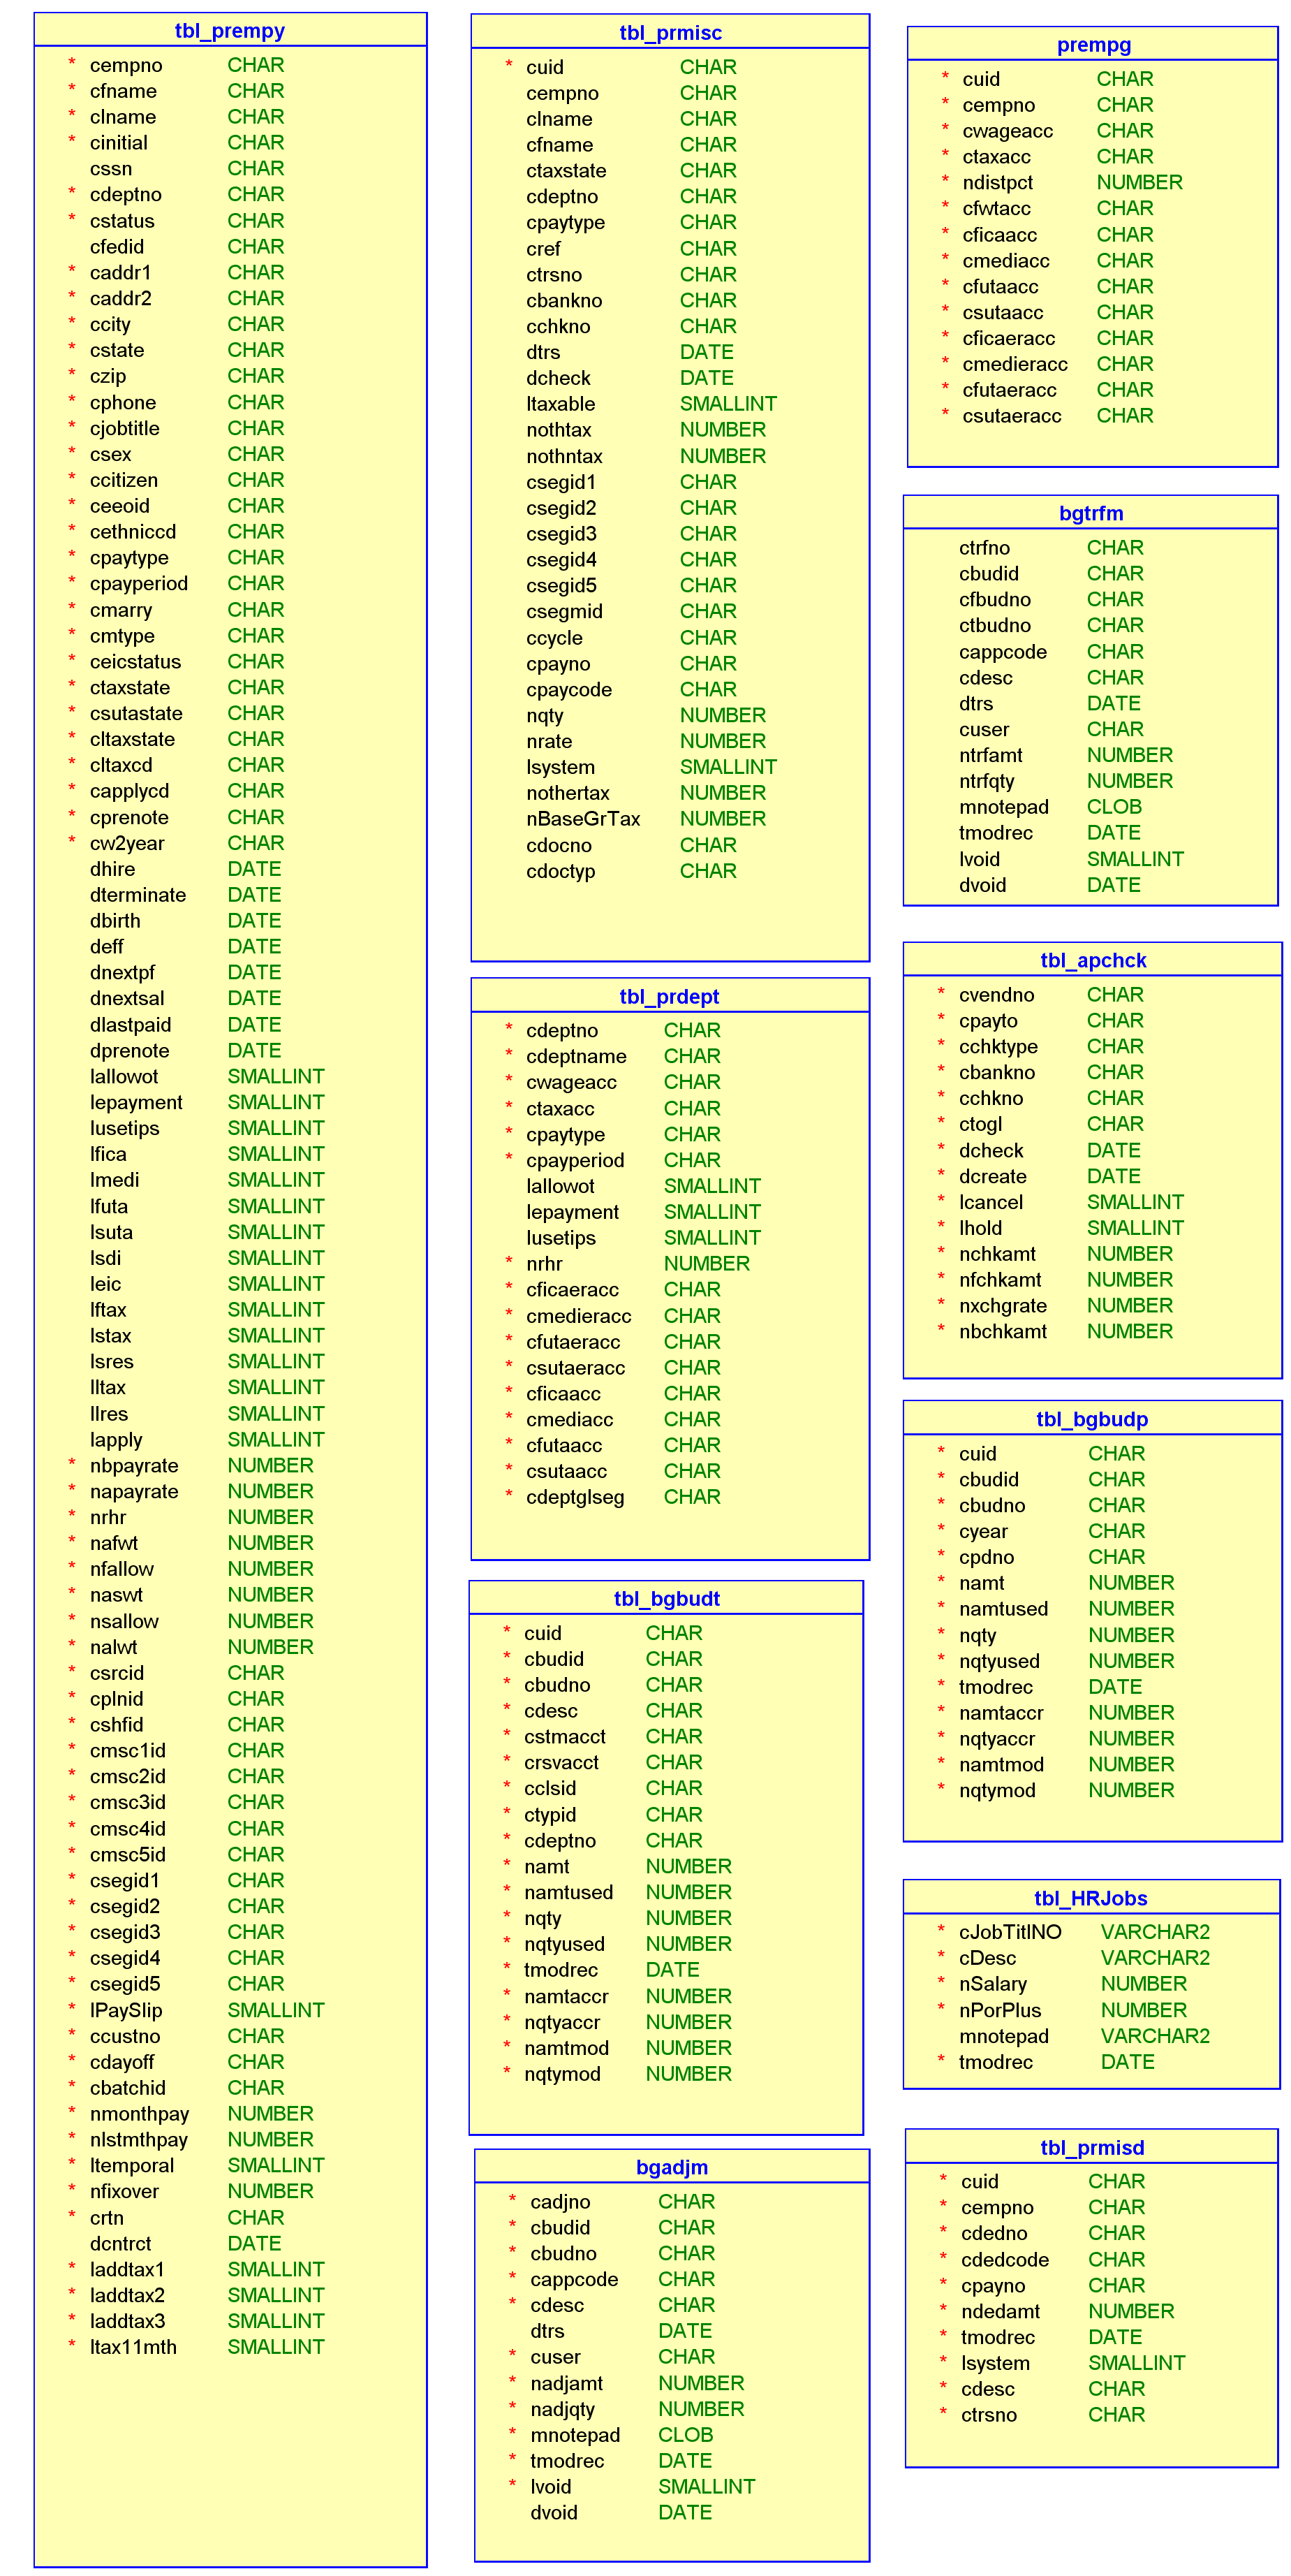 tbl_prempy
* cempno CHAR
* cfname CHAR
* clname CHAR
* cinitial CHAR
cssn CHAR
* cdeptno CHAR
* cstatus CHAR
cfedid CHAR
* caddr1 CHAR
* caddr2 CHAR
* ccity CHAR
* cstate CHAR
* czip CHAR
* cphone CHAR
* cjobtitle CHAR
* csex CHAR
* ccitizen CHAR
* ceeoid CHAR
* cethniccd CHAR
* cpaytype CHAR
* cpayperiod CHAR
* cmarry CHAR
* cmtype CHAR
* ceicstatus CHAR
* ctaxstate CHAR
* csutastate CHAR
* cltaxstate CHAR
* cltaxcd CHAR
* capplycd CHAR
* cprenote CHAR
* cw2year CHAR
dhire DATE
dterminate DATE
dbirth DATE
deff DATE
dnextpf DATE
dnextsal DATE
dlastpaid DATE
dprenote DATE
lallowot SMALLINT
lepayment SMALLINT
lusetips SMALLINT
lfica SMALLINT
lmedi SMALLINT
lfuta SMALLINT
lsuta SMALLINT
lsdi SMALLINT
leic SMALLINT
lftax SMALLINT
lstax SMALLINT
lsres SMALLINT
lltax SMALLINT
llres SMALLINT
lapply SMALLINT
* nbpayrate NUMBER
* napayrate NUMBER
* nrhr NUMBER
* nafwt NUMBER
* nfallow NUMBER
* naswt NUMBER
* nsallow NUMBER
* nalwt NUMBER
* csrcid CHAR
* cplnid CHAR
* cshfid CHAR
* cmsc1id CHAR
* cmsc2id CHAR
* cmsc3id CHAR
* cmsc4id CHAR
* cmsc5id CHAR
* csegid1 CHAR
* csegid2 CHAR
* csegid3 CHAR
* csegid4 CHAR
* csegid5 CHAR
* lPaySlip SMALLINT
* ccustno CHAR
* cdayoff CHAR
* cbatchid CHAR
* nmonthpay NUMBER
* nlstmthpay NUMBER
* ltemporal SMALLINT
* nfixover NUMBER
* crtn CHAR
dcntrct DATE
* laddtax1 SMALLINT
* laddtax2 SMALLINT
* laddtax3 SMALLINT
* ltax11mth SMALLINT
tbl_prmisc
* cuid CHAR
cempno CHAR
clname CHAR
cfname CHAR
ctaxstate CHAR
cdeptno CHAR
cpaytype CHAR
cref CHAR
ctrsno CHAR
cbankno CHAR
cchkno CHAR
dtrs DATE
dcheck DATE
ltaxable SMALLINT
nothtax NUMBER
nothntax NUMBER
csegid1 CHAR
csegid2 CHAR
csegid3 CHAR
csegid4 CHAR
csegid5 CHAR
csegmid CHAR
ccycle CHAR
cpayno CHAR
cpaycode CHAR
nqty NUMBER
nrate NUMBER
lsystem SMALLINT
nothertax NUMBER
nBaseGrTax NUMBER
cdocno CHAR
cdoctyp CHAR
tbl_prdept
* cdeptno CHAR
* cdeptname CHAR
* cwageacc CHAR
* ctaxacc CHAR
* cpaytype CHAR
* cpayperiod CHAR
lallowot SMALLINT
lepayment SMALLINT
lusetips SMALLINT
* nrhr NUMBER
* cficaeracc CHAR
* cmedieracc CHAR
* cfutaeracc CHAR
* csutaeracc CHAR
* cficaacc CHAR
* cmediacc CHAR
* cfutaacc CHAR
* csutaacc CHAR
* cdeptglseg CHAR
tbl_bgbudt
* cuid CHAR
* cbudid CHAR
* cbudno CHAR
* cdesc CHAR
* cstmacct CHAR
* crsvacct CHAR
* cclsid CHAR
* ctypid CHAR
* cdeptno CHAR
* namt NUMBER
* namtused NUMBER
* nqty NUMBER
* nqtyused NUMBER
* tmodrec DATE
* namtaccr NUMBER
* nqtyaccr NUMBER
* namtmod NUMBER
* nqtymod NUMBER
bgadjm
* cadjno CHAR
* cbudid CHAR
* cbudno CHAR
* cappcode CHAR
* cdesc CHAR
dtrs DATE
* cuser CHAR
* nadjamt NUMBER
* nadjqty NUMBER
* mnotepad CLOB
* tmodrec DATE
* lvoid SMALLINT
dvoid DATE
prempg
* cuid CHAR
* cempno CHAR
* cwageacc CHAR
* ctaxacc CHAR
* ndistpct NUMBER
* cfwtacc CHAR
* cficaacc CHAR
* cmediacc CHAR
* cfutaacc CHAR
* csutaacc CHAR
* cficaeracc CHAR
* cmedieracc CHAR
* cfutaeracc CHAR
* csutaeracc CHAR
bgtrfm
ctrfno CHAR
cbudid CHAR
cfbudno CHAR
ctbudno CHAR
cappcode CHAR
cdesc CHAR
dtrs DATE
cuser CHAR
ntrfamt NUMBER
ntrfqty NUMBER
mnotepad CLOB
tmodrec DATE
lvoid SMALLINT
dvoid DATE
tbl_apchck
* cvendno CHAR
* cpayto CHAR
* cchktype CHAR
* cbankno CHAR
* cchkno CHAR
* ctogl CHAR
* dcheck DATE
* dcreate DATE
* lcancel SMALLINT
* lhold SMALLINT
* nchkamt NUMBER
* nfchkamt NUMBER
* nxchgrate NUMBER
* nbchkamt NUMBER
tbl_bgbudp
* cuid CHAR
* cbudid CHAR
* cbudno CHAR
* cyear CHAR
* cpdno CHAR
* namt NUMBER
* namtused NUMBER
* nqty NUMBER
* nqtyused NUMBER
* tmodrec DATE
* namtaccr NUMBER
* nqtyaccr NUMBER
* namtmod NUMBER
* nqtymod NUMBER
tbl_HRJobs
* cJobTitlNO VARCHAR2
* cDesc VARCHAR2
* nSalary NUMBER
* nPorPlus NUMBER
mnotepad VARCHAR2
* tmodrec DATE
tbl_prmisd
* cuid CHAR
* cempno CHAR
* cdedno CHAR
* cdedcode CHAR
* cpayno CHAR
* ndedamt NUMBER
* tmodrec DATE
* lsystem SMALLINT
* cdesc CHAR
* ctrsno CHAR